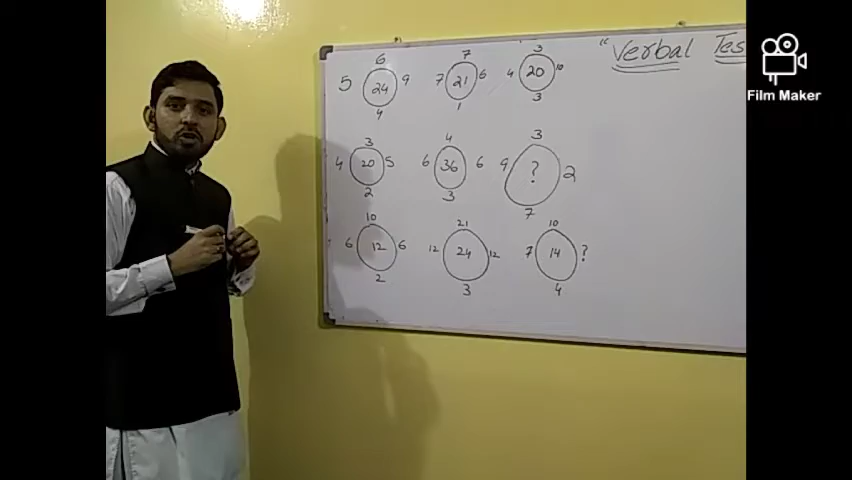 " Verbal Tes
Film Maker
6 7 3
5 24 9 7 21 6 4 20 10
4 1 3
3 4 3
4 20 5 6 36 6 9 ? 2
2 3 7
10 21 10
6 12 6 12 24 12 7 14 ?
2 3 4